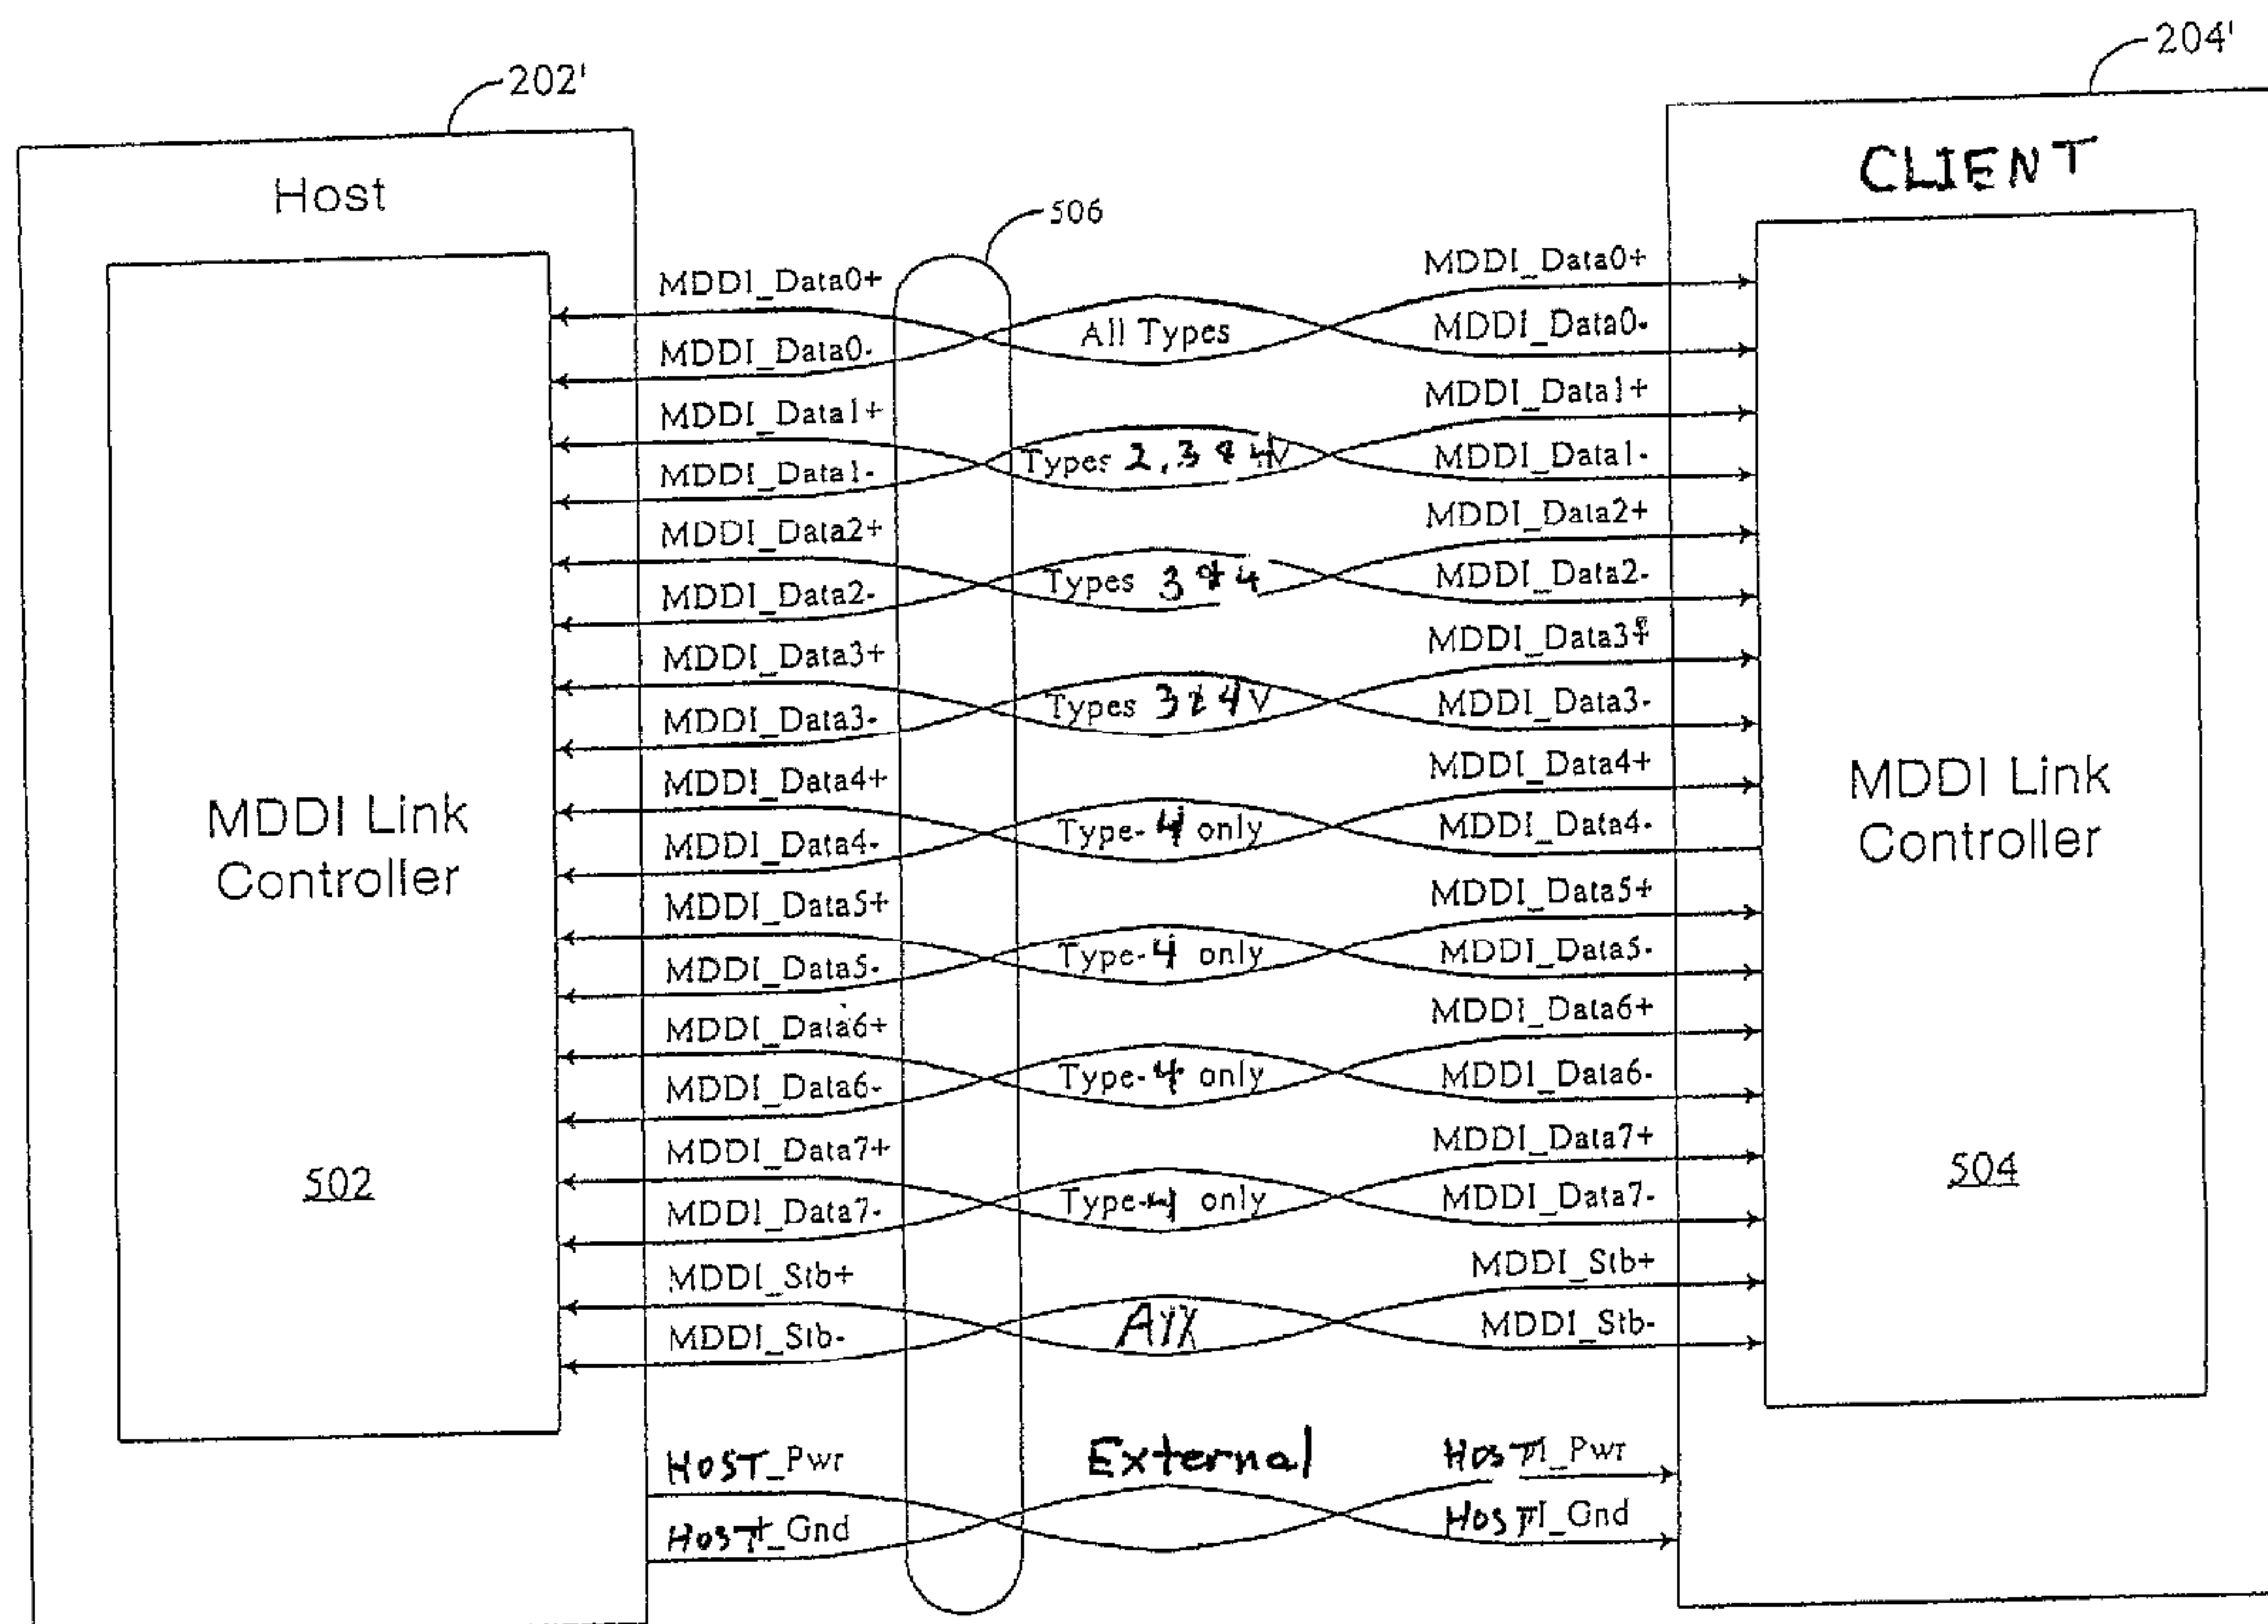 202'
204'
Host
CLIENT
506
MDDI_Data0+
MDDI_Data0+
All Types
MDDI_Data0-
MDDI_Data0-
MDDI_Data1+
MDDI_Data1+
Types 2,3 & 4
MDDI_Data1-
MDDI_Data1-
MDDI_Data2+
MDDI_Data2+
Types 3 & 4
MDDI_Data2-
MDDI_Data2-
MDDI_Data3+
MDDI_Data3+
Types 3 & 4
MDDI_Data3-
MDDI_Data3-
MDDI_Data4+
MDDI_Data4+
Type-4 only
MDDI_Data4-
MDDI_Data4-
MDDI Link
Controller
MDDI Link
Controller
MDDI_Data5+
MDDI_Data5+
Type-4 only
MDDI_Data5-
MDDI_Data5-
MDDI_Data6+
MDDI_Data6+
Type-4 only
MDDI_Data6-
MDDI_Data6-
MDDI_Data7+
MDDI_Data7+
502
504
Type-4 only
MDDI_Data7-
MDDI_Data7-
MDDI_Stb+
MDDI_Stb+
MDDI_Stb-
MDDI_Stb-
HOST_Pwr
External
HOST_Pwr
HOST_Gnd
HOST_Gnd